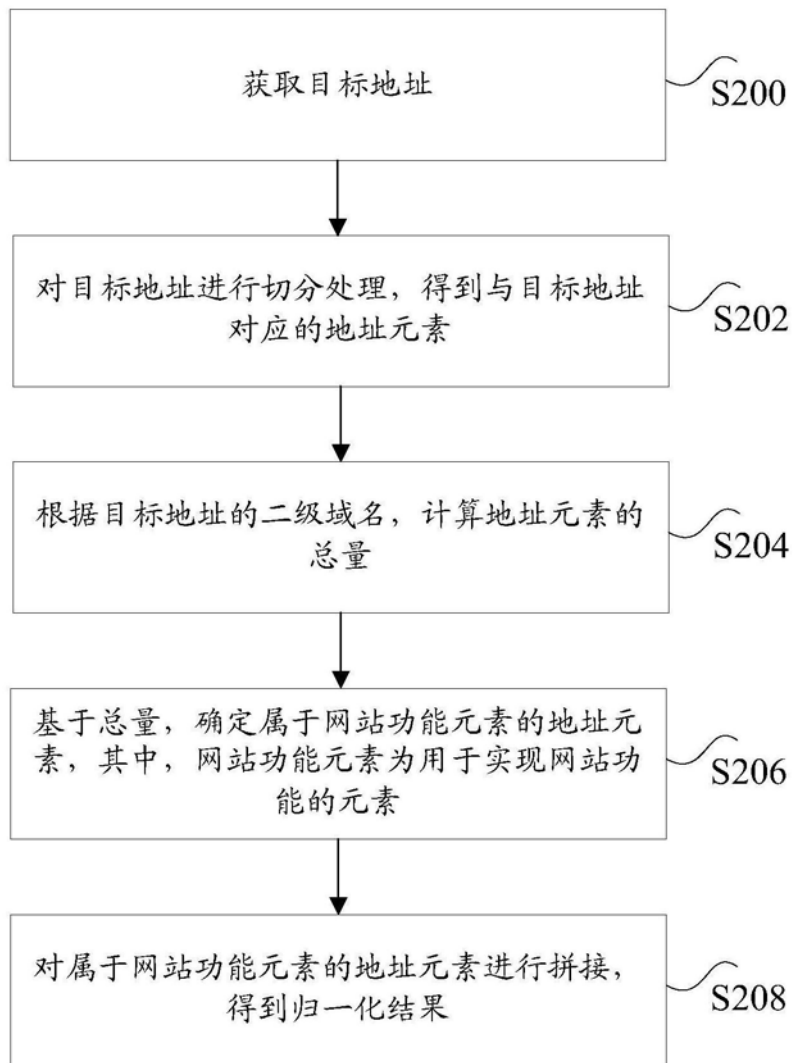 获取目标地址
S200
对目标地址进行切分处理，得到与目标地址
对应的地址元素
S202
根据目标地址的二级域名，计算地址元素的
总量
S204
基于总量，确定属于网站功能元素的地址元
素，其中，网站功能元素为用于实现网站功
能的元素
S206
对属于网站功能元素的地址元素进行拼接，
得到归一化结果
S208